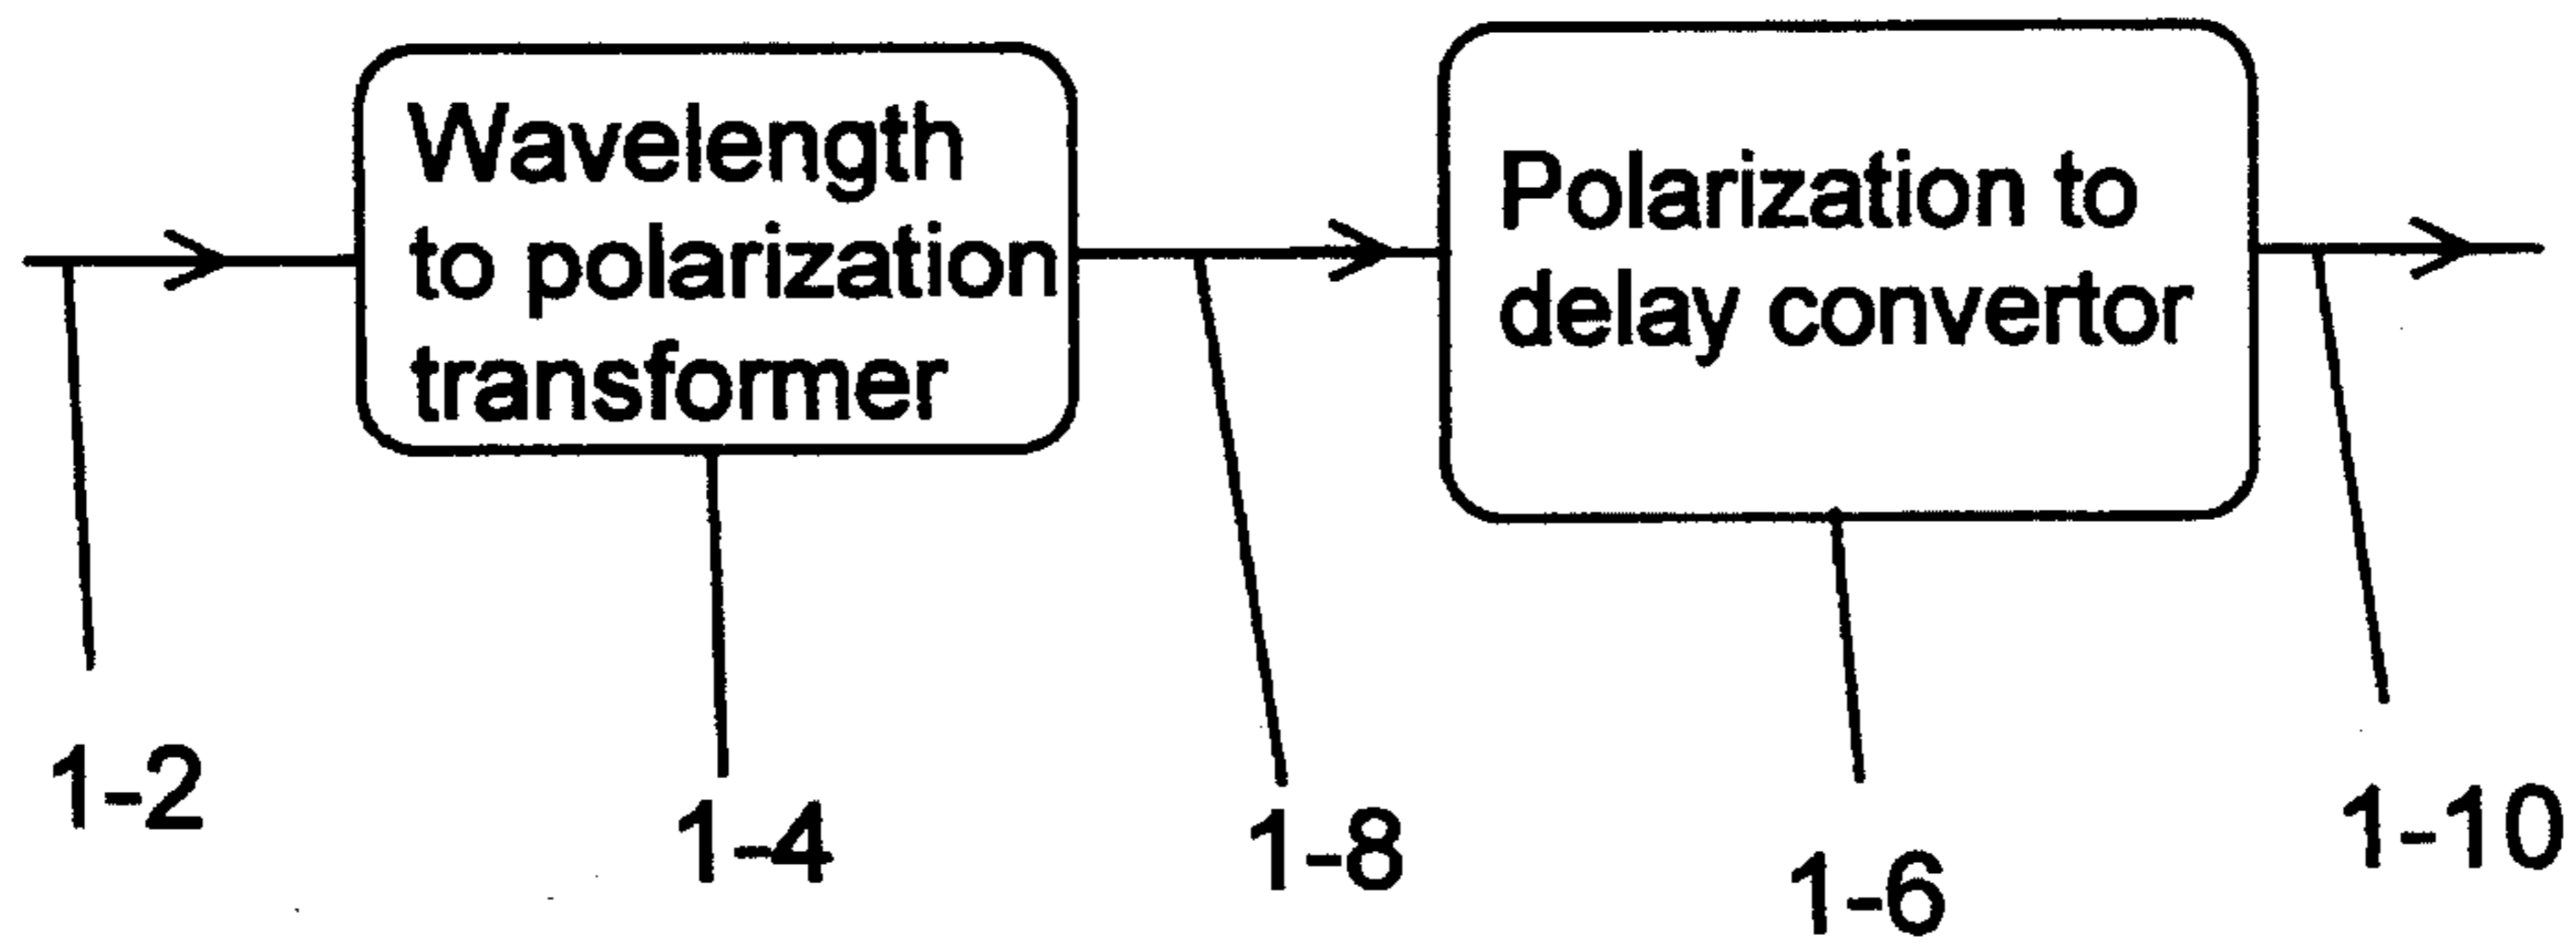 Wavelength
to polarization
transformer
Polarization to
delay convertor
1-2
1-4
1-8
1-6
1-10